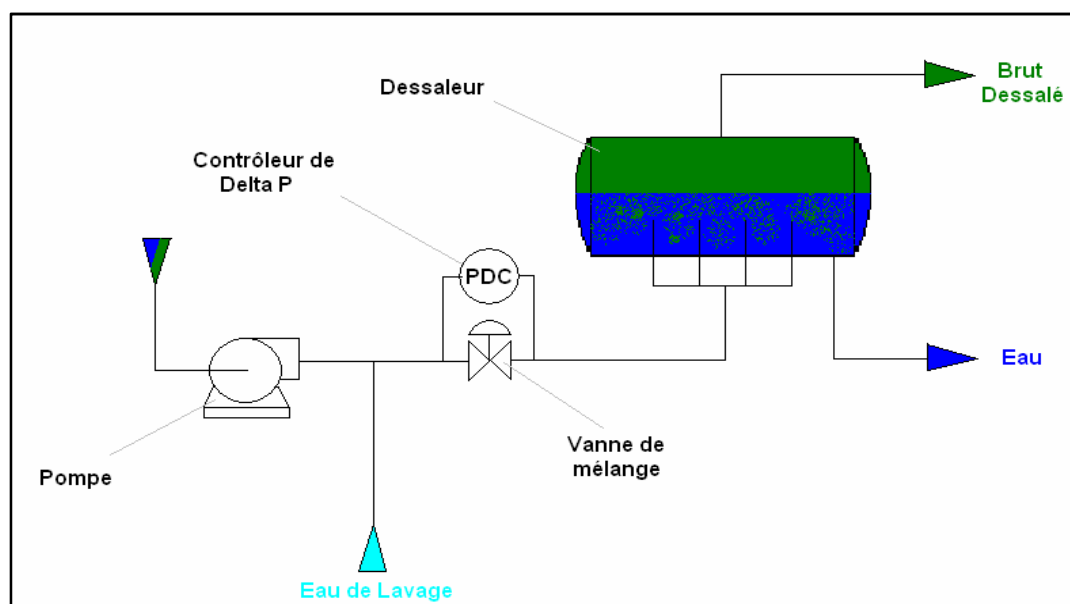 Brut
Dessalé
Dessaleur
Contrôleur de
Delta P
PDC
Eau
Vanne de
mélange
Pompe
Eau de Lavage